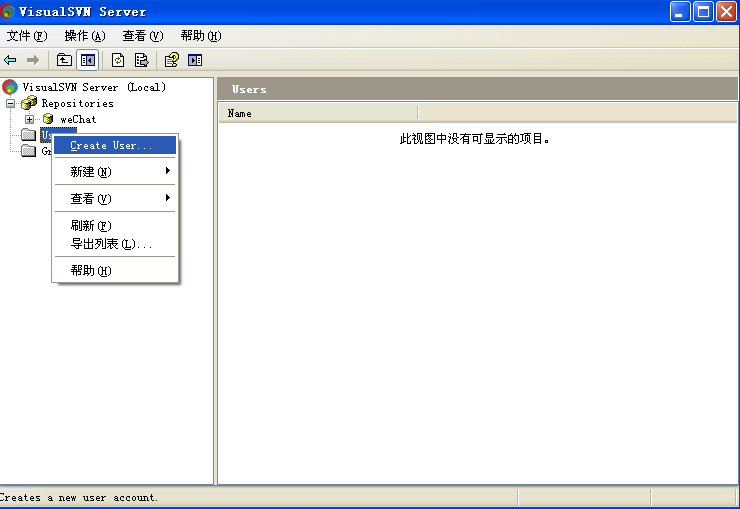 VisualSVN Server
文件(F) 操作(A) 查看(V) 帮助(H)
VisualSVN Server (Local)
Repositories
weChat
Users
Name
此视图中没有可显示的项目。
Create User...
新建(N)
查看(V)
刷新(F)
导出列表(L)...
帮助(H)
Creates a new user account.